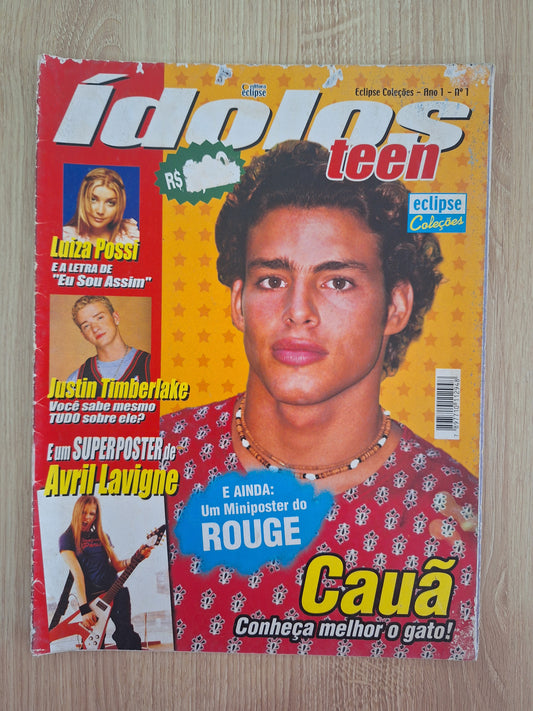 editora
eclipse
Eclipse Coleções - Ano 1 - Nº 1
ídolos
teen
R$
eclipse
Coleções
Luiza Possi
E A LETRA DE
"Eu Sou Assim"
Justin Timberlake
Você sabe mesmo
TUDO sobre ele?
E um SUPERPOSTER de
Avril Lavigne
E AINDA:
Um Miniposter do
ROUGE
Cauã
Conheça melhor o gato!